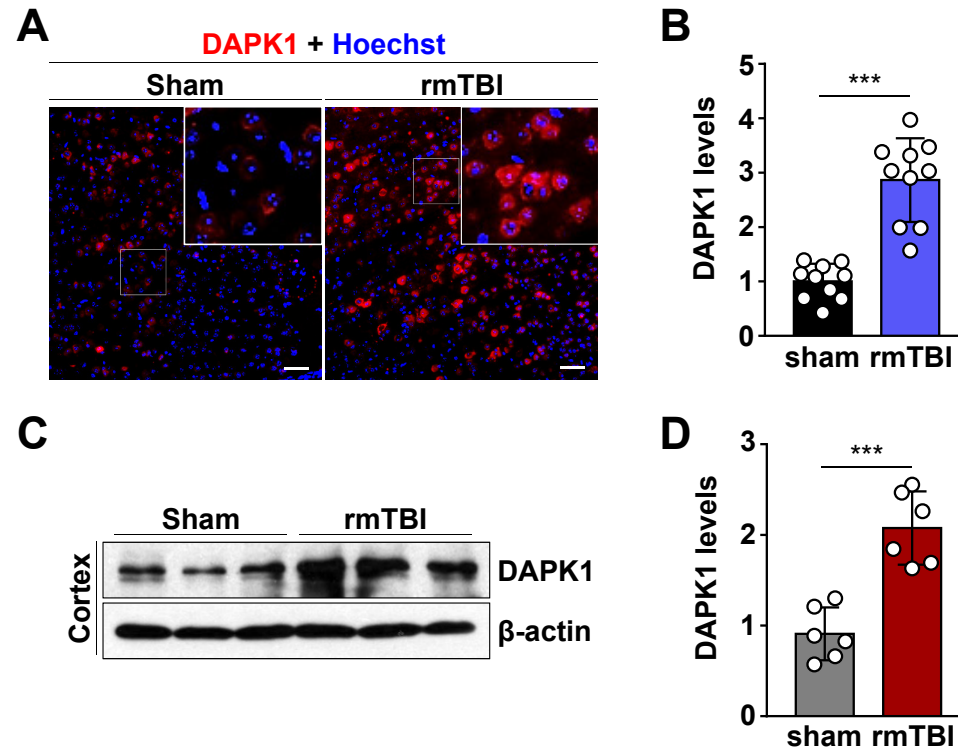 A
DAPK1 + Hoechst
Sham
rmTBI
B
DAPK1 levels
5
4
3
2
1
0
***
sham
rmTBI
C
Sham
rmTBI
Cortex
DAPK1
β-actin
D
DAPK1 levels
3
2
1
0
***
sham
rmTBI